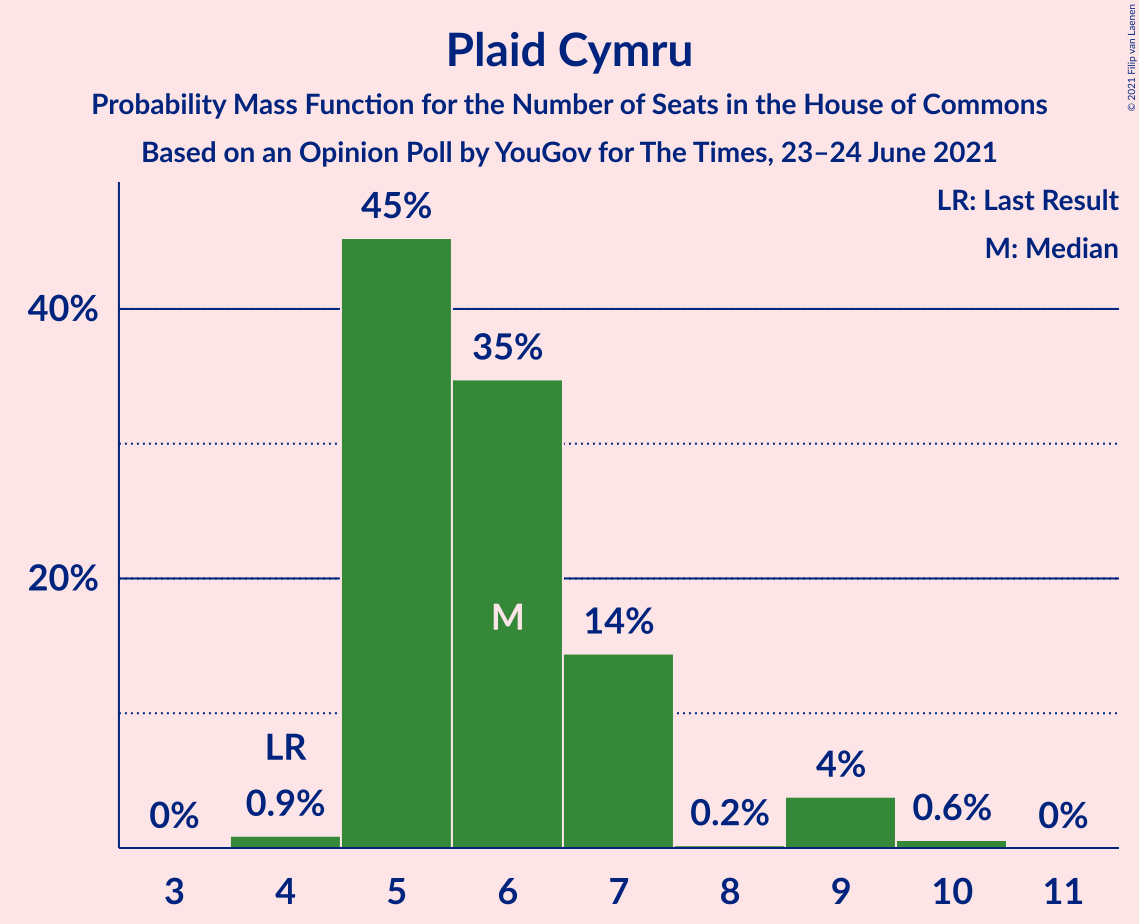 Plaid Cymru
Probability Mass Function for the Number of Seats in the House of Commons
Based on an Opinion Poll by YouGov for The Times, 23–24 June 2021
© 2021 Filip van Laenen
LR: Last Result
M: Median
45%
40%
35%
20%
M
14%
LR
0%
0.9%
0.2%
4%
0.6%
0%
3 4 5 6 7 8 9 10 11